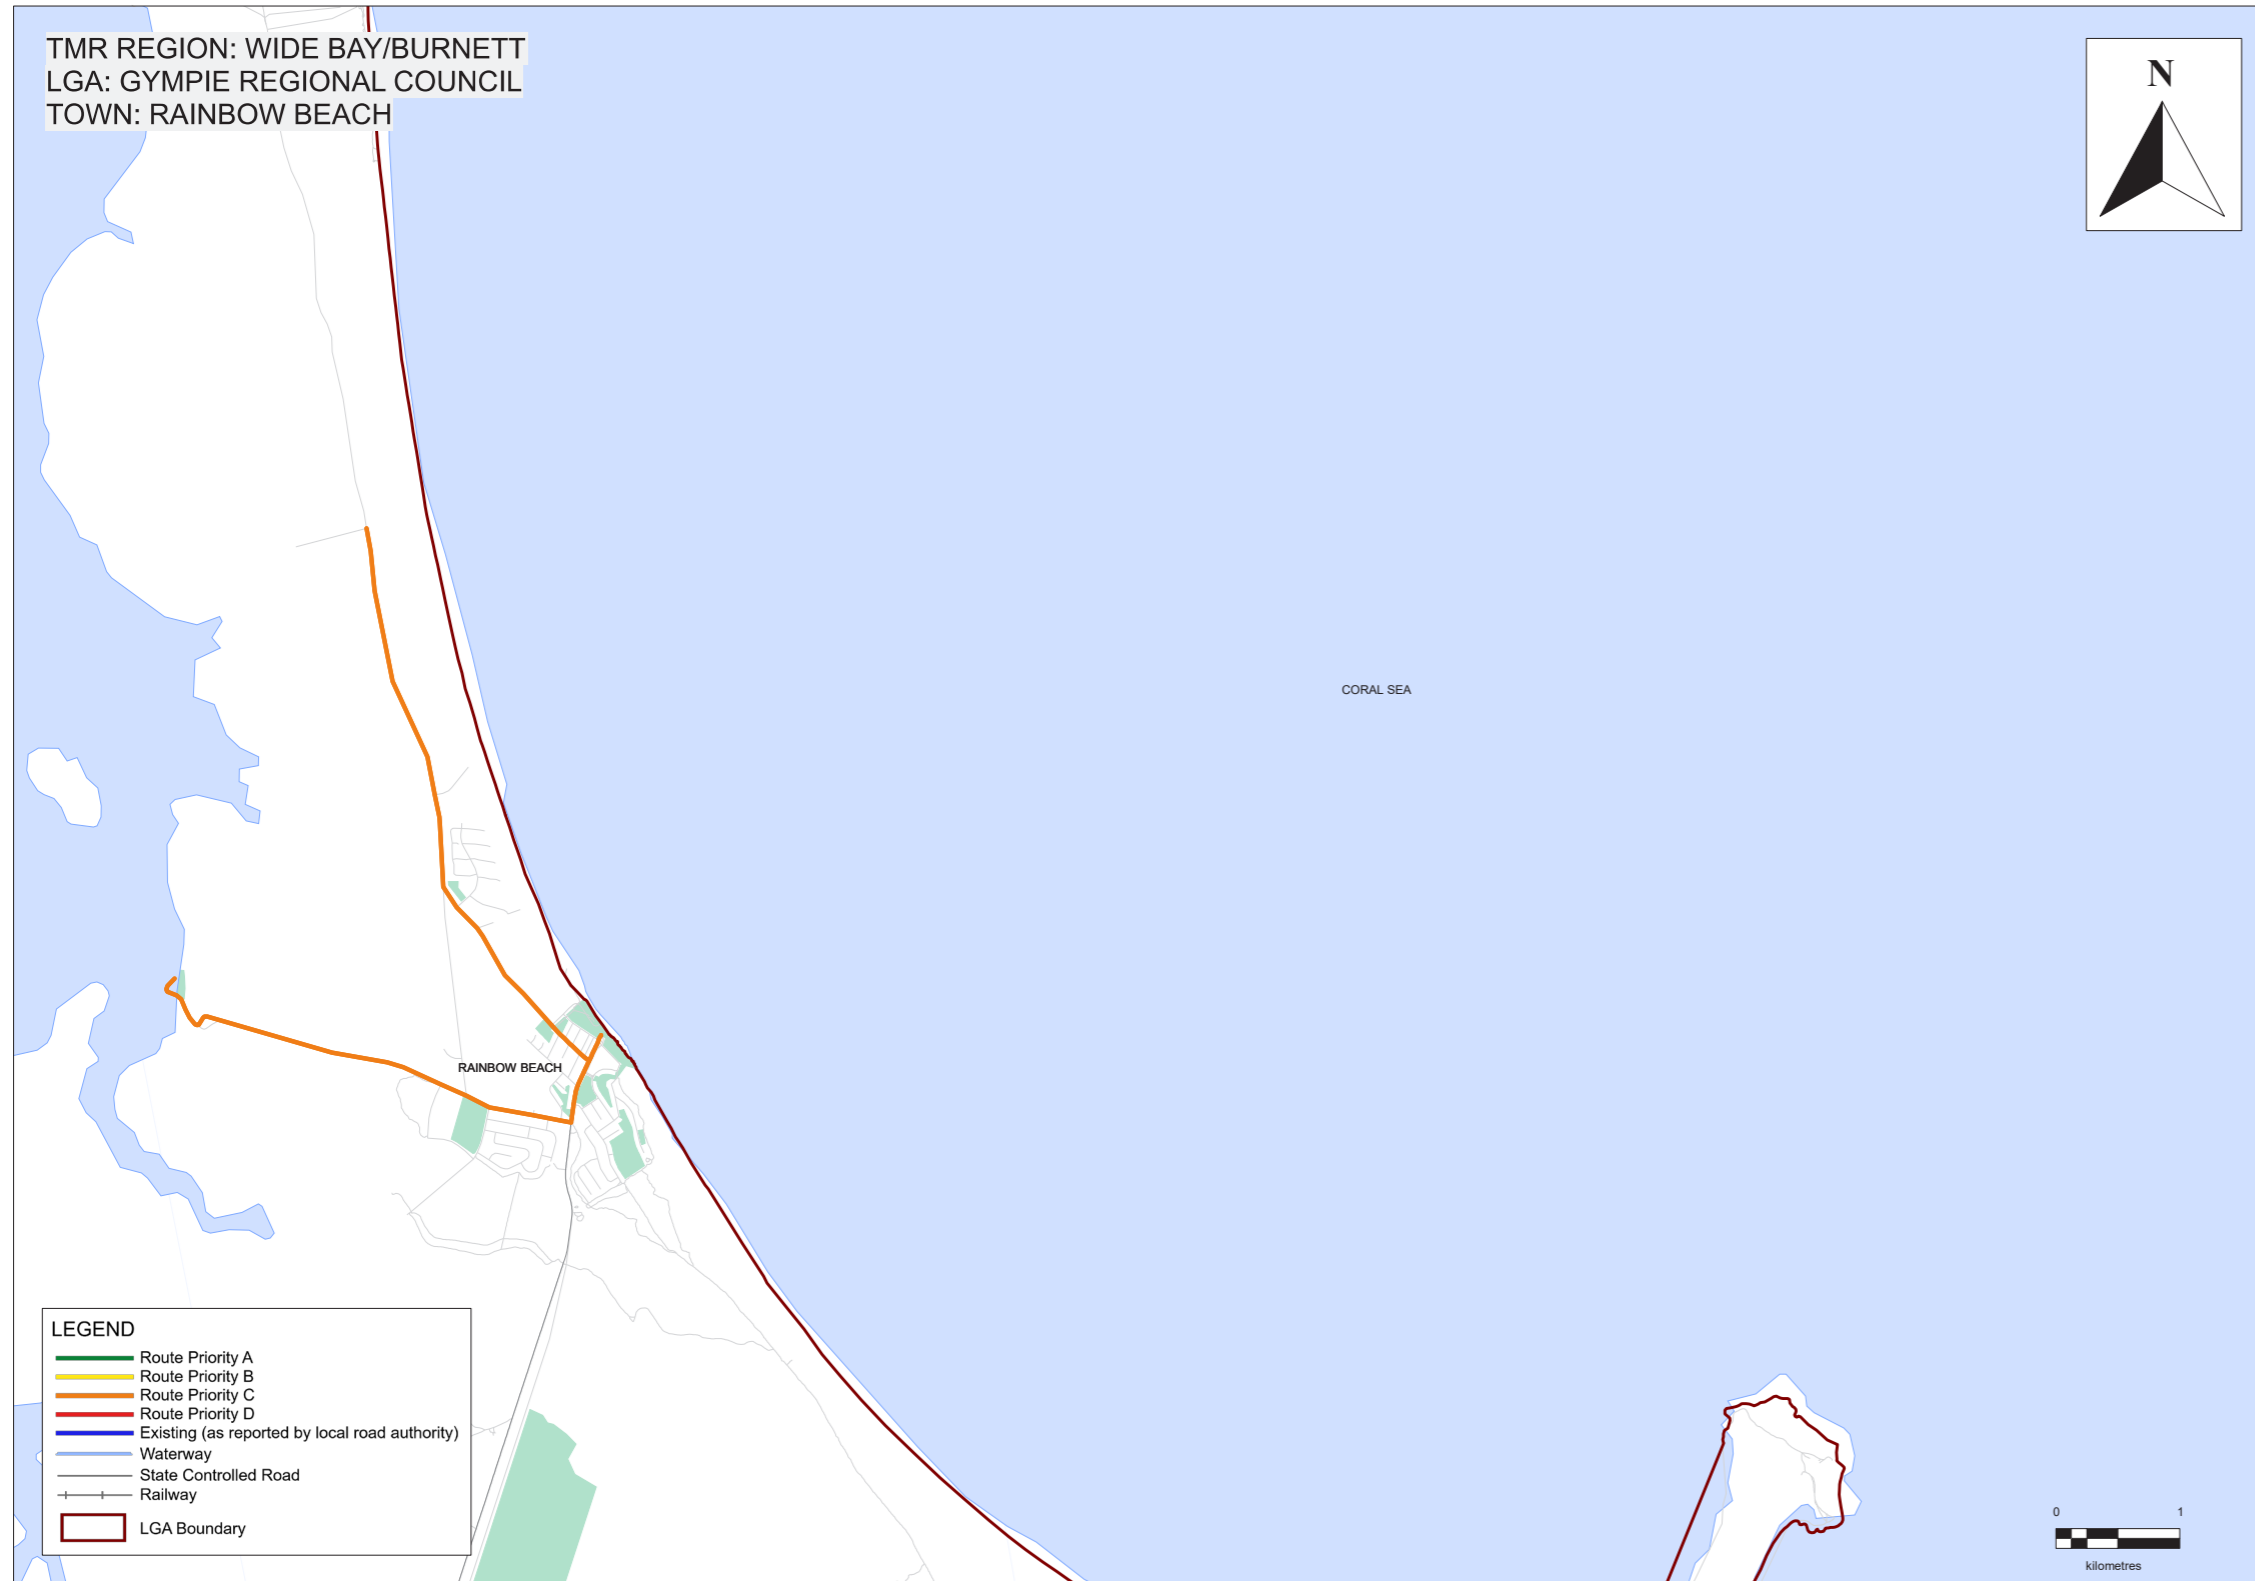 TMR REGION: WIDE BAY/BURNETT
LGA: GYMPIE REGIONAL COUNCIL
TOWN: RAINBOW BEACH
N
CORAL SEA
RAINBOW BEACH
LEGEND
Route Priority A
Route Priority B
Route Priority C
Route Priority D
Existing (as reported by local road authority)
Waterway
State Controlled Road
Railway
LGA Boundary
0 1
kilometres